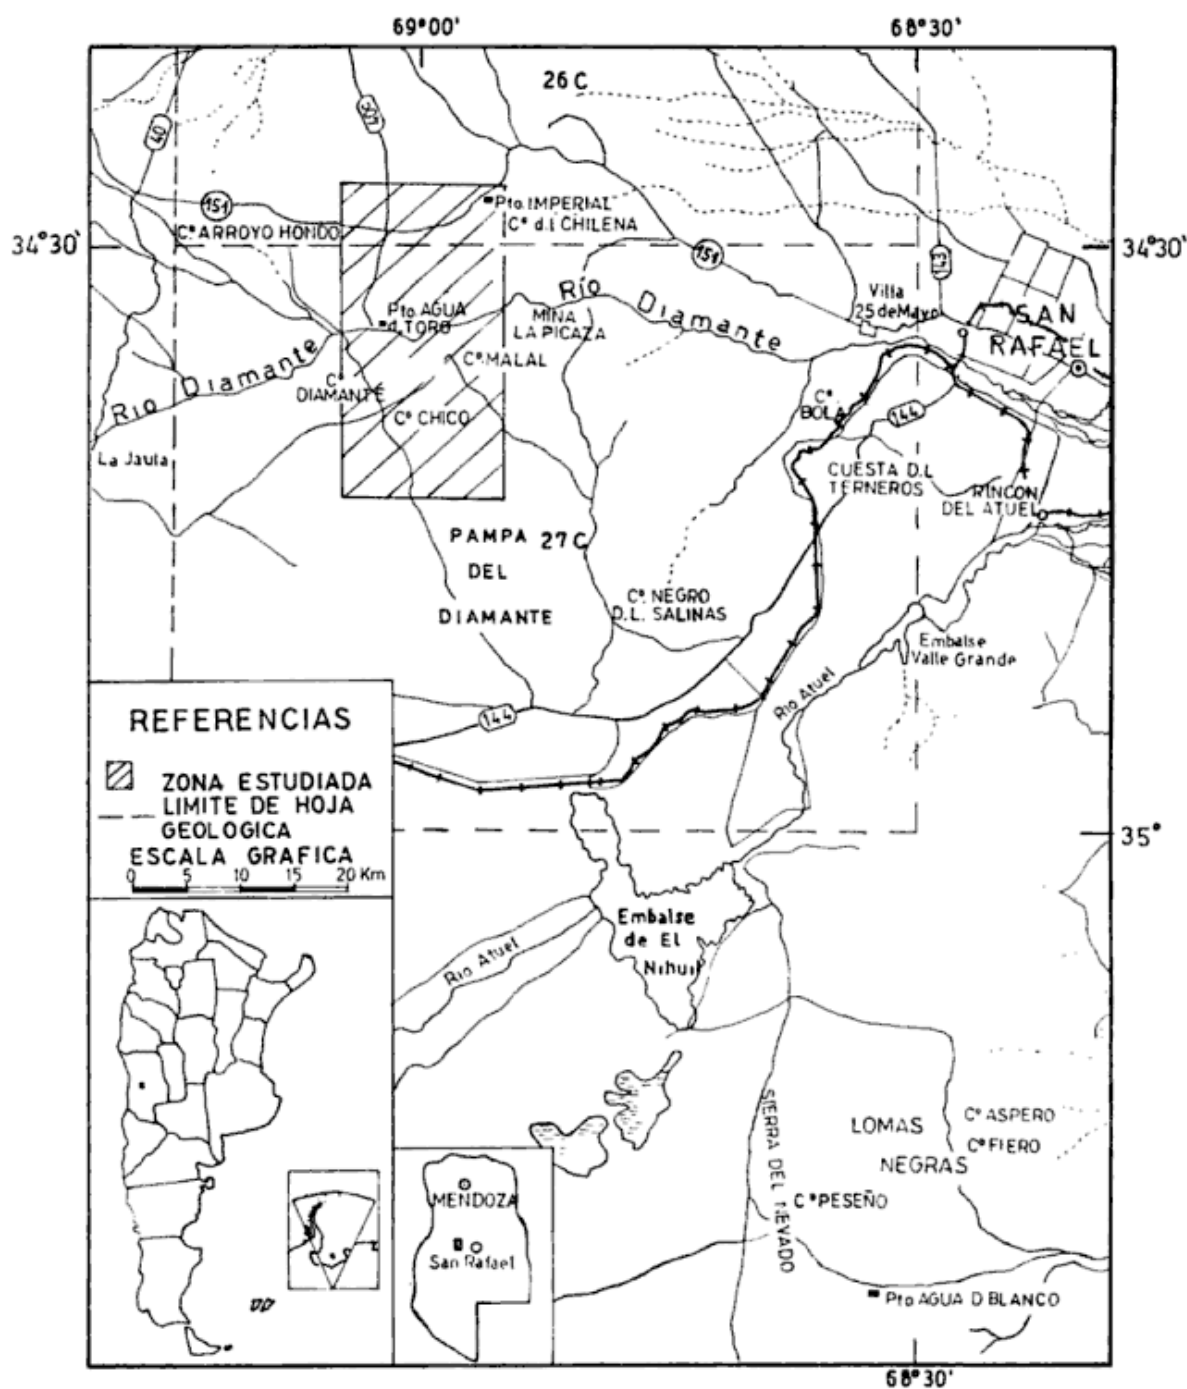 69°00'
68°30'
26 C
40
151
Pto. IMPERIAL
Cº d.l. CHILENA
Cº ARROYO HONDO
34°30'
34°30'
151
143
Río Diamante
Villa
25 de Mayo
SAN
RAFAEL
Pto. AGUA
d. TORO
MINA
LA PICAZA
Cº MALAL
Río Diamante
Cº
DIAMANTE
Cº CHICO
Cº
BOLA
144
La Jaula
CUESTA D.L.
TERNEROS
RINCON
DEL ATUEL
PAMPA
DEL
DIAMANTE
27 C
Cº NEGRO
D.L. SALINAS
Embalse
Valle Grande
Rio Atuel
144
REFERENCIAS
ZONA ESTUDIADA
LIMITE DE HOJA
GEOLOGICA
ESCALA GRAFICA
0 5 10 15 20 Km
35°
Embalse
de El
Nihuil
Rio Atuel
SIERRA DEL NEVADO
LOMAS
NEGRAS
Cº ASPERO
Cº FIERO
Cº PESEÑO
MENDOZA
San Rafael
Pto AGUA D BLANCO
68°30'